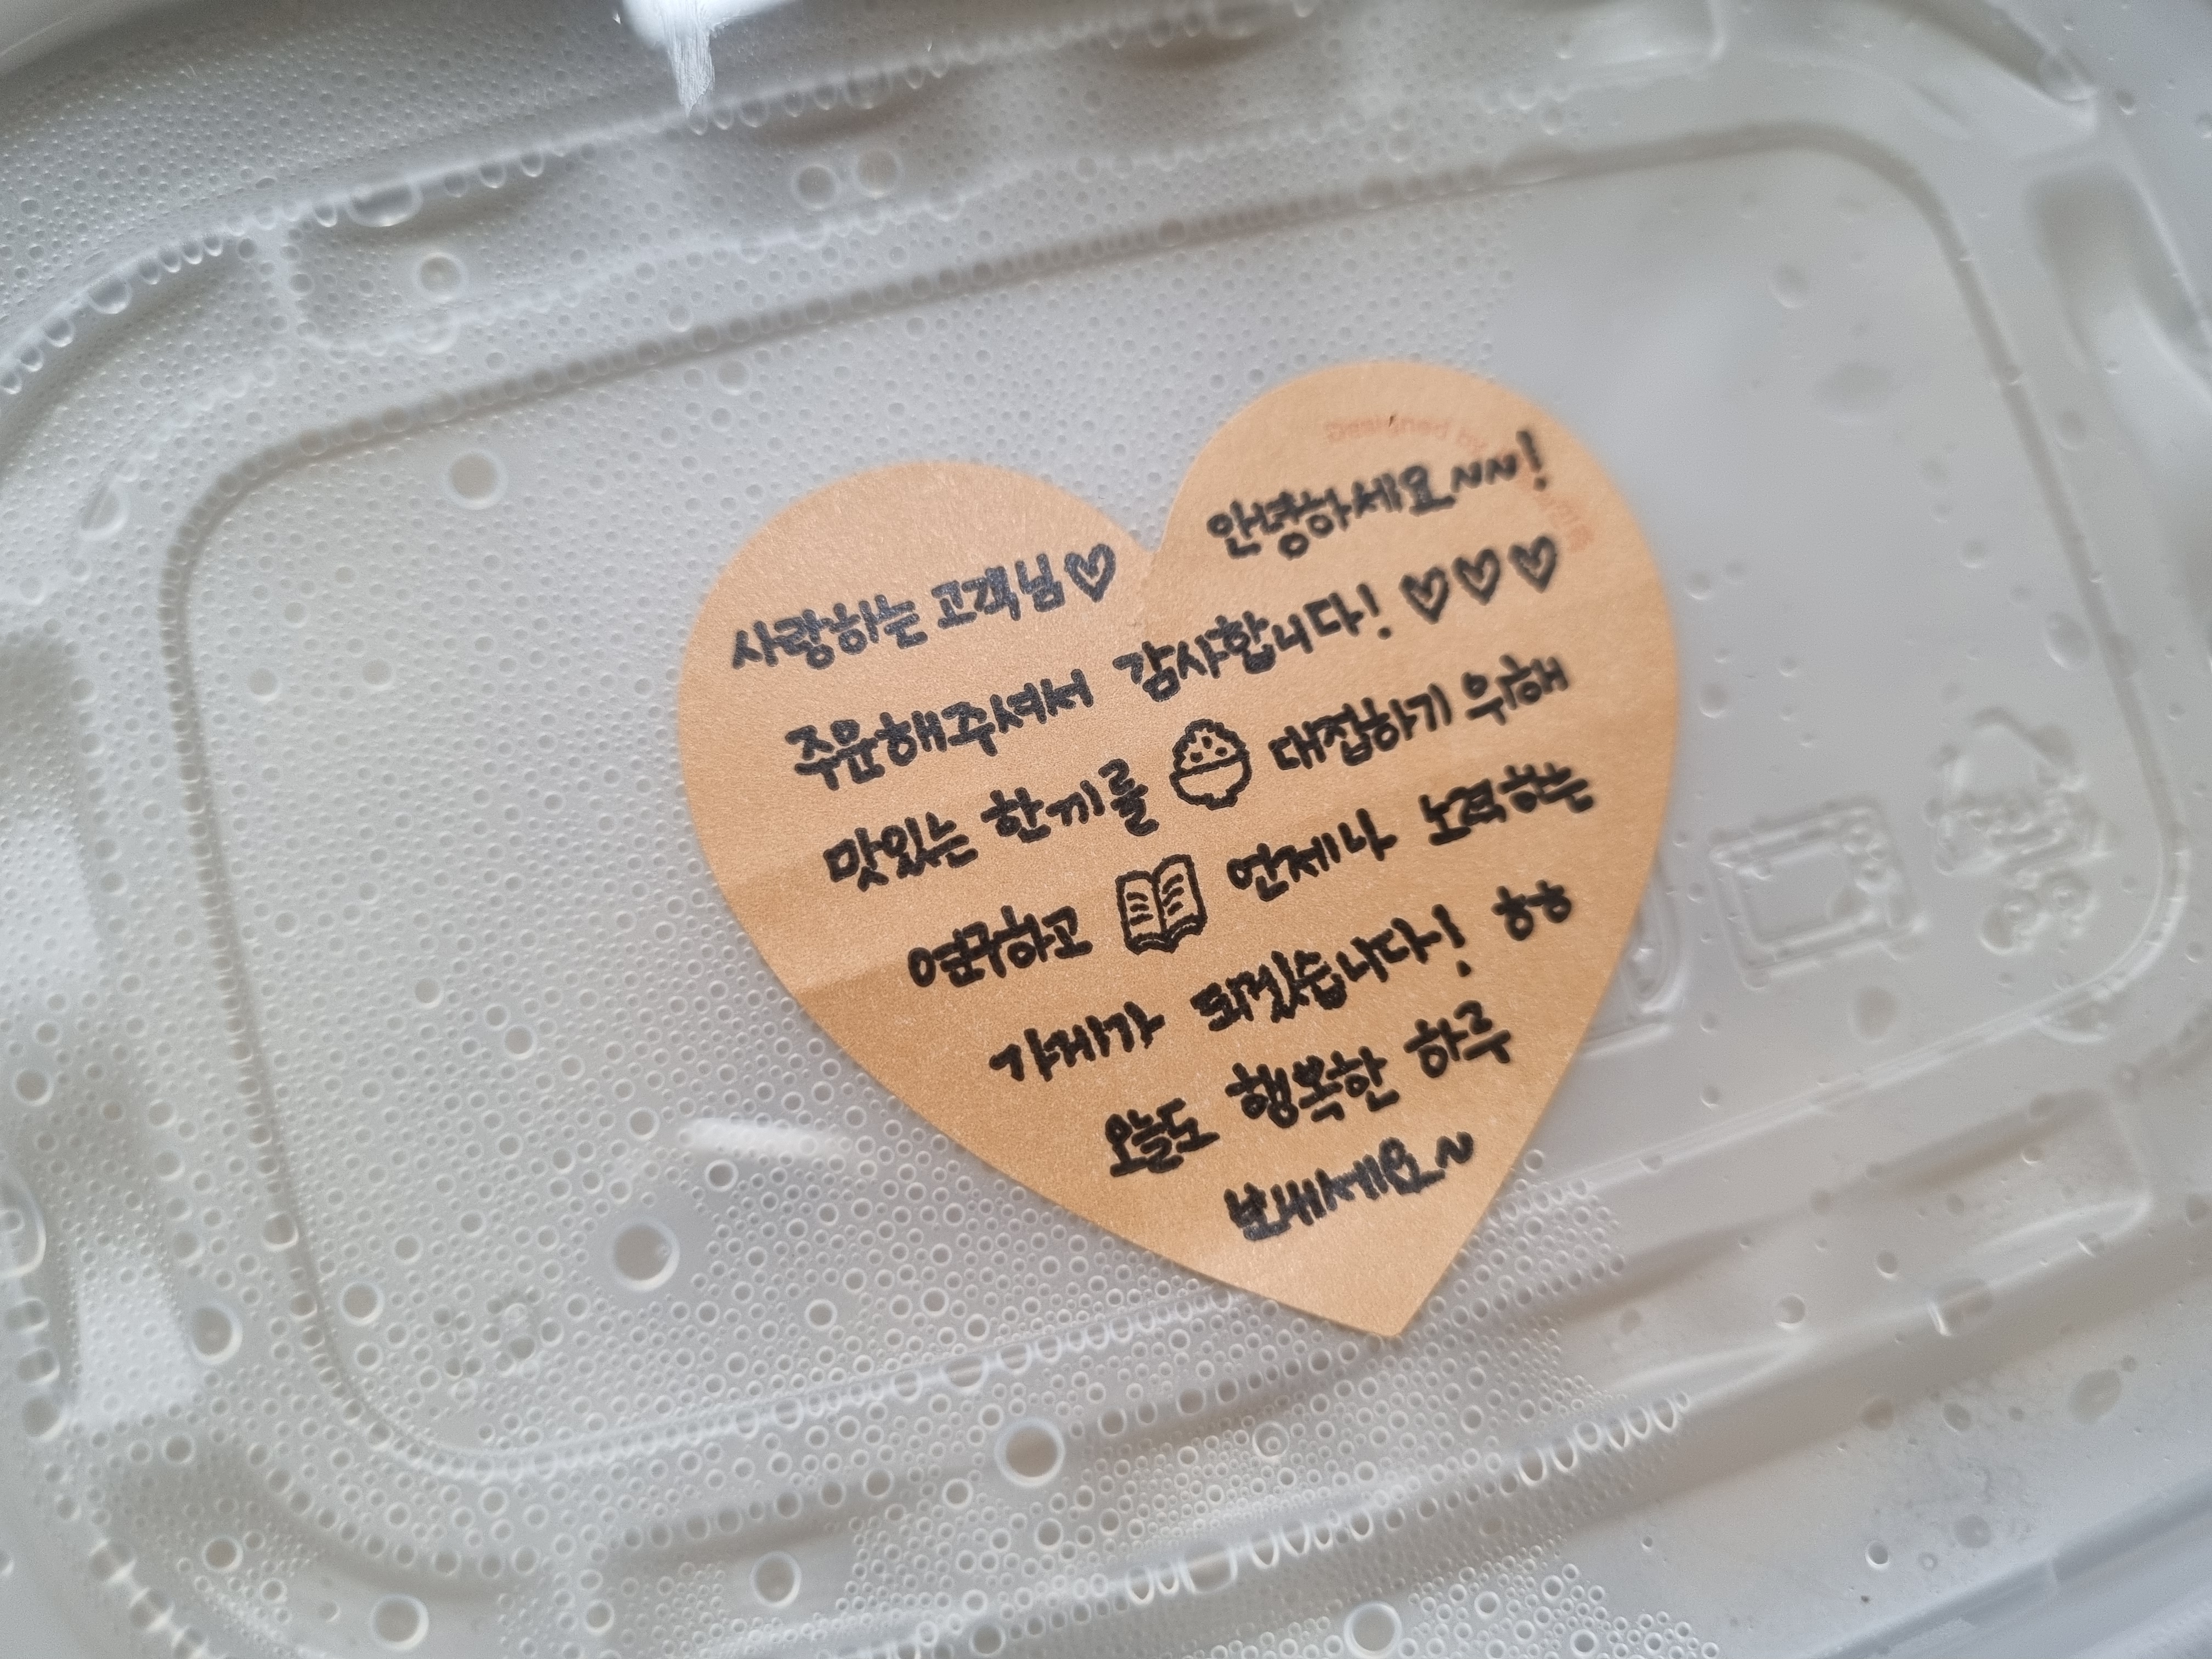 사랑하는 고객님♡ 안녕하세요~~!
주문해주셔서 감사합니다! ♡♡♡
맛있는 한끼를 대접하기 위해
연구하고 언제나 노력하는
가게가 되겠습니다! ㅎㅎ
오늘도 행복한 하루
보내세요~